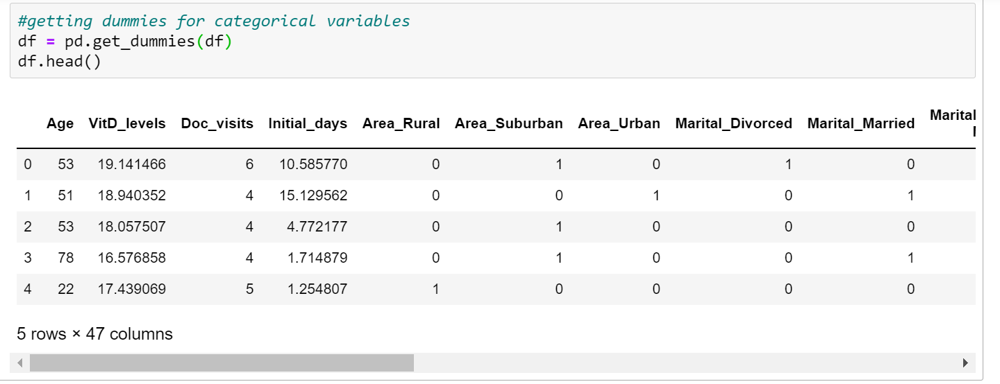 #getting dummies for categorical variables
df = pd.get_dummies(df)
df.head()
Age VitD_levels Doc_visits Initial_days Area_Rural Area_Suburban Area_Urban Marital_Divorced Marital_Married Marital
0 53 19.141466 6 10.585770 0 1 0 1 0
1 51 18.940352 4 15.129562 0 0 1 0 1
2 53 18.057507 4 4.772177 0 1 0 0 0
3 78 16.576858 4 1.714879 0 1 0 0 1
4 22 17.439069 5 1.254807 1 0 0 0 0
5 rows × 47 columns